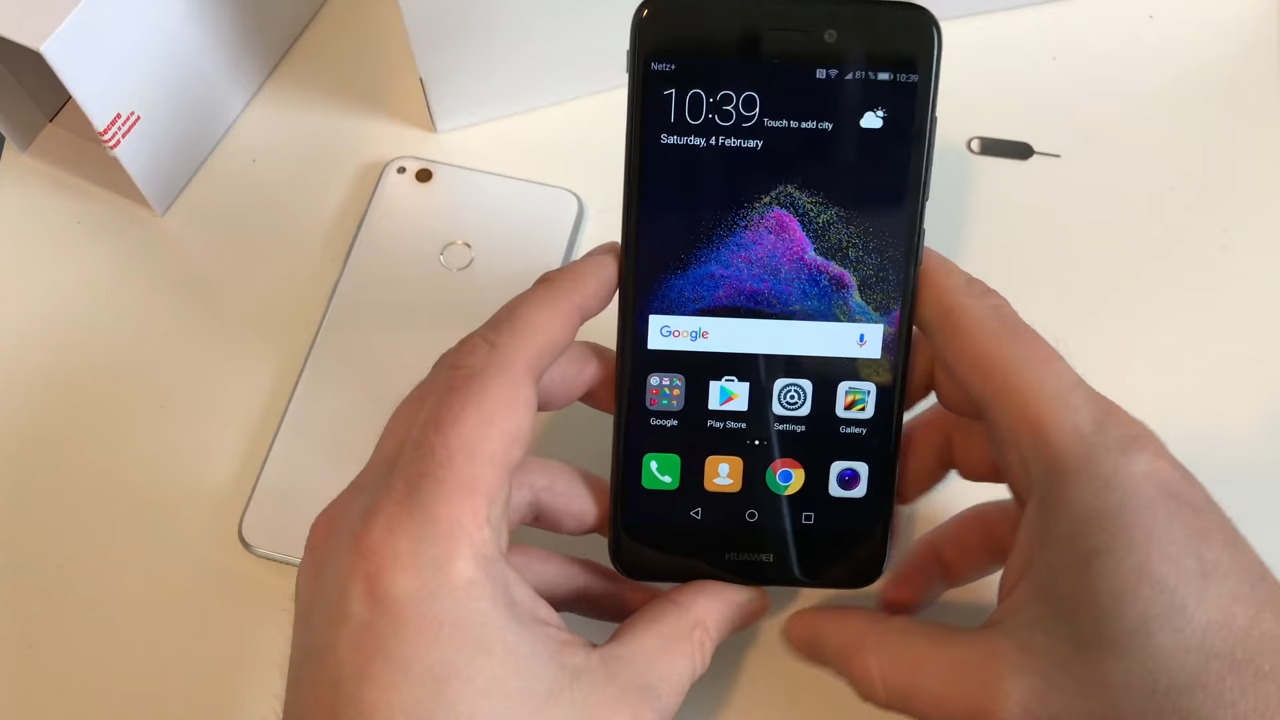 Netz+
81 % 10:39
10:39 Touch to add city
Saturday, 4 February
Google
Google
Play Store
Settings
Gallery
HUAWEI